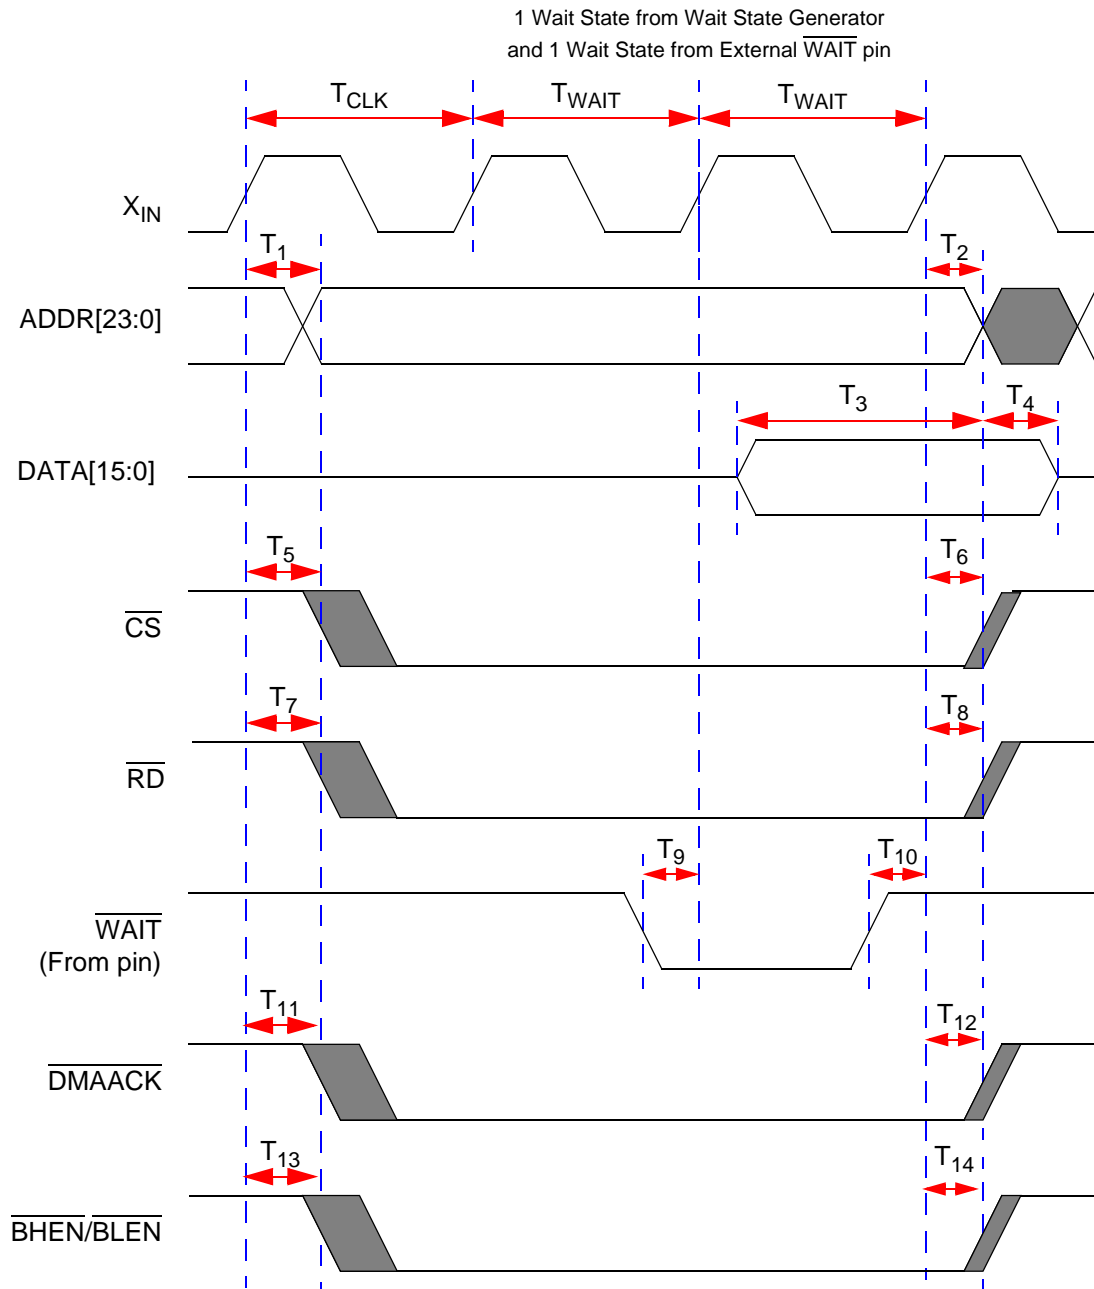 1 Wait State from Wait State Generator
and 1 Wait State from External WAIT pin
TCLK TWAIT TWAIT
XIN
T1 T2
ADDR[23:0]
T3 T4
DATA[15:0]
T5 T6
CS
T7 T8
RD
T9 T10
WAIT
(From pin)
T11 T12
DMAACK
T13 T14
BHEN/BLEN